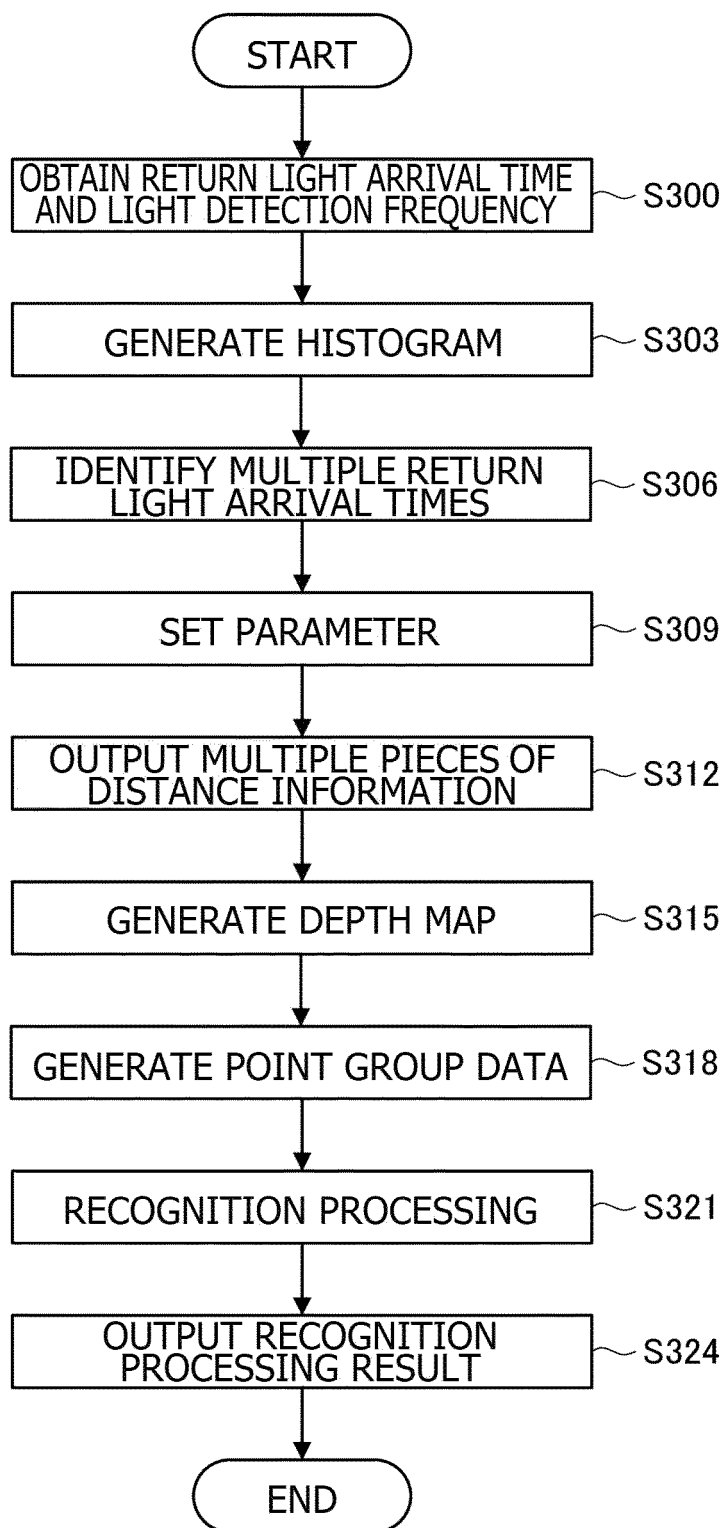 START
OBTAIN RETURN LIGHT ARRIVAL TIME
AND LIGHT DETECTION FREQUENCY
S300
GENERATE HISTOGRAM
S303
IDENTIFY MULTIPLE RETURN
LIGHT ARRIVAL TIMES
S306
SET PARAMETER
S309
OUTPUT MULTIPLE PIECES OF
DISTANCE INFORMATION
S312
GENERATE DEPTH MAP
S315
GENERATE POINT GROUP DATA
S318
RECOGNITION PROCESSING
S321
OUTPUT RECOGNITION
PROCESSING RESULT
S324
END